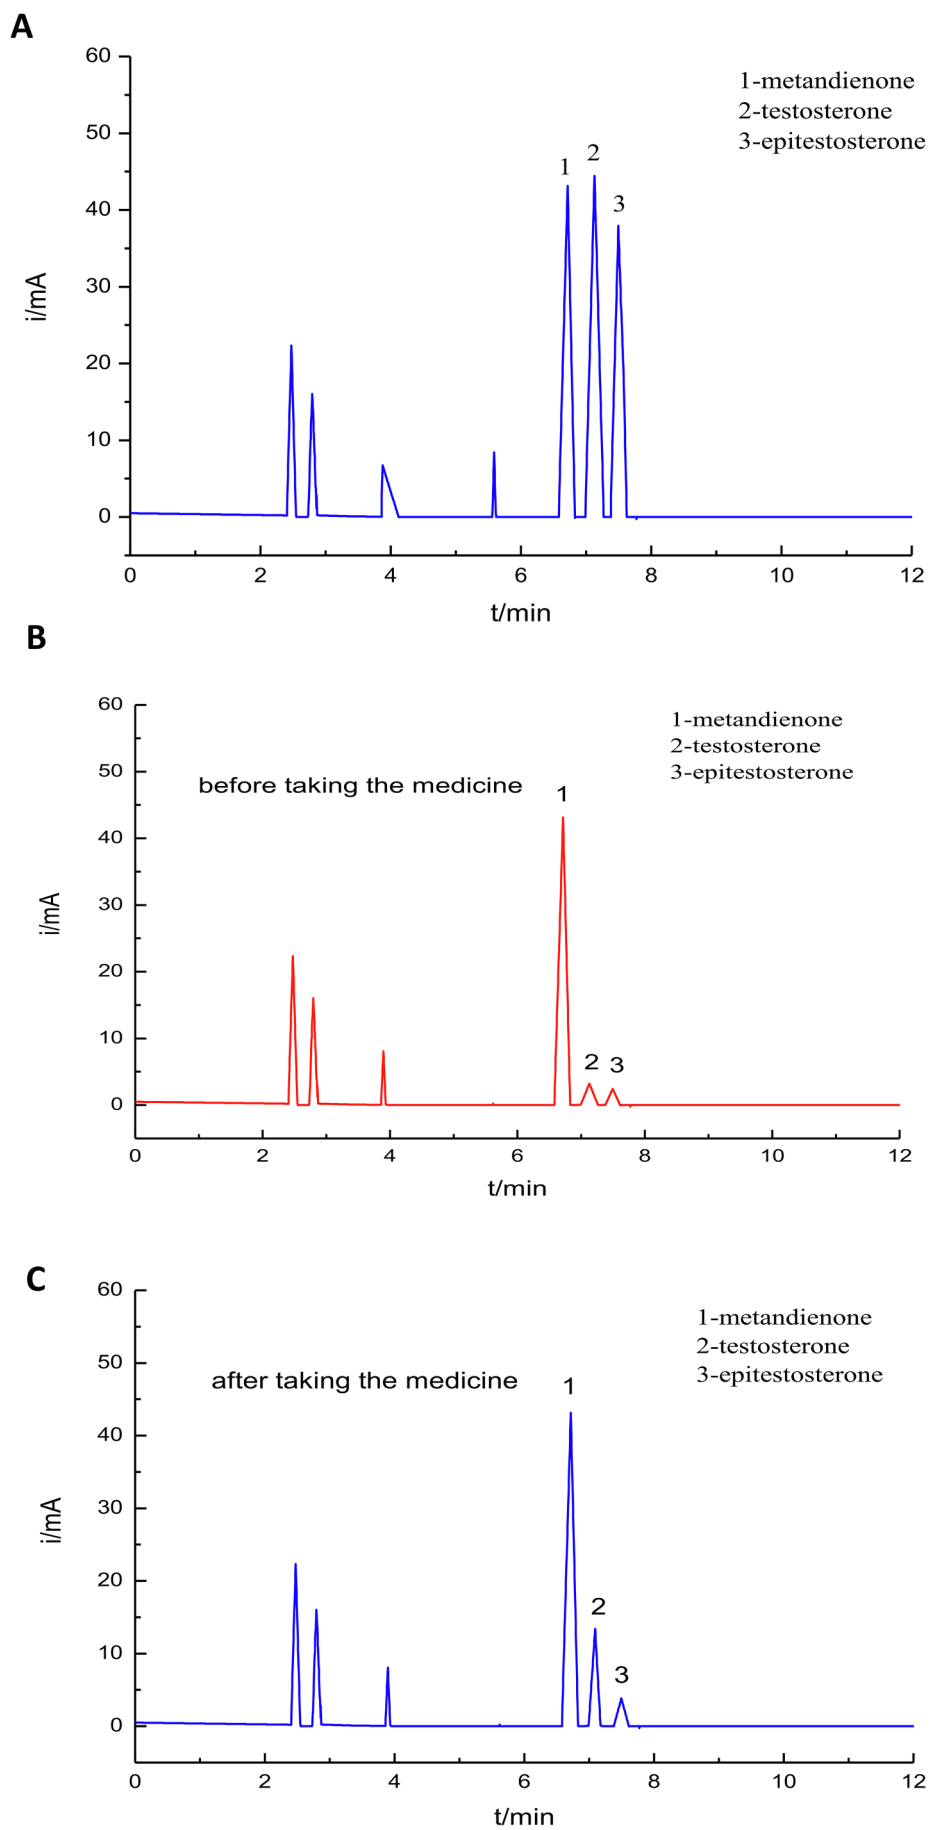 A
60
50
40
30
20
10
0
i/mA
1-metandienone
2-testosterone
3-epitestosterone
1
2
3
0 2 4 6 8 10 12
t/min
B
60
50
40
30
20
10
0
i/mA
before taking the medicine
1-metandienone
2-testosterone
3-epitestosterone
1
2
3
0 2 4 6 8 10 12
t/min
C
60
50
40
30
20
10
0
i/mA
after taking the medicine
1-metandienone
2-testosterone
3-epitestosterone
1
2
3
0 2 4 6 8 10 12
t/min